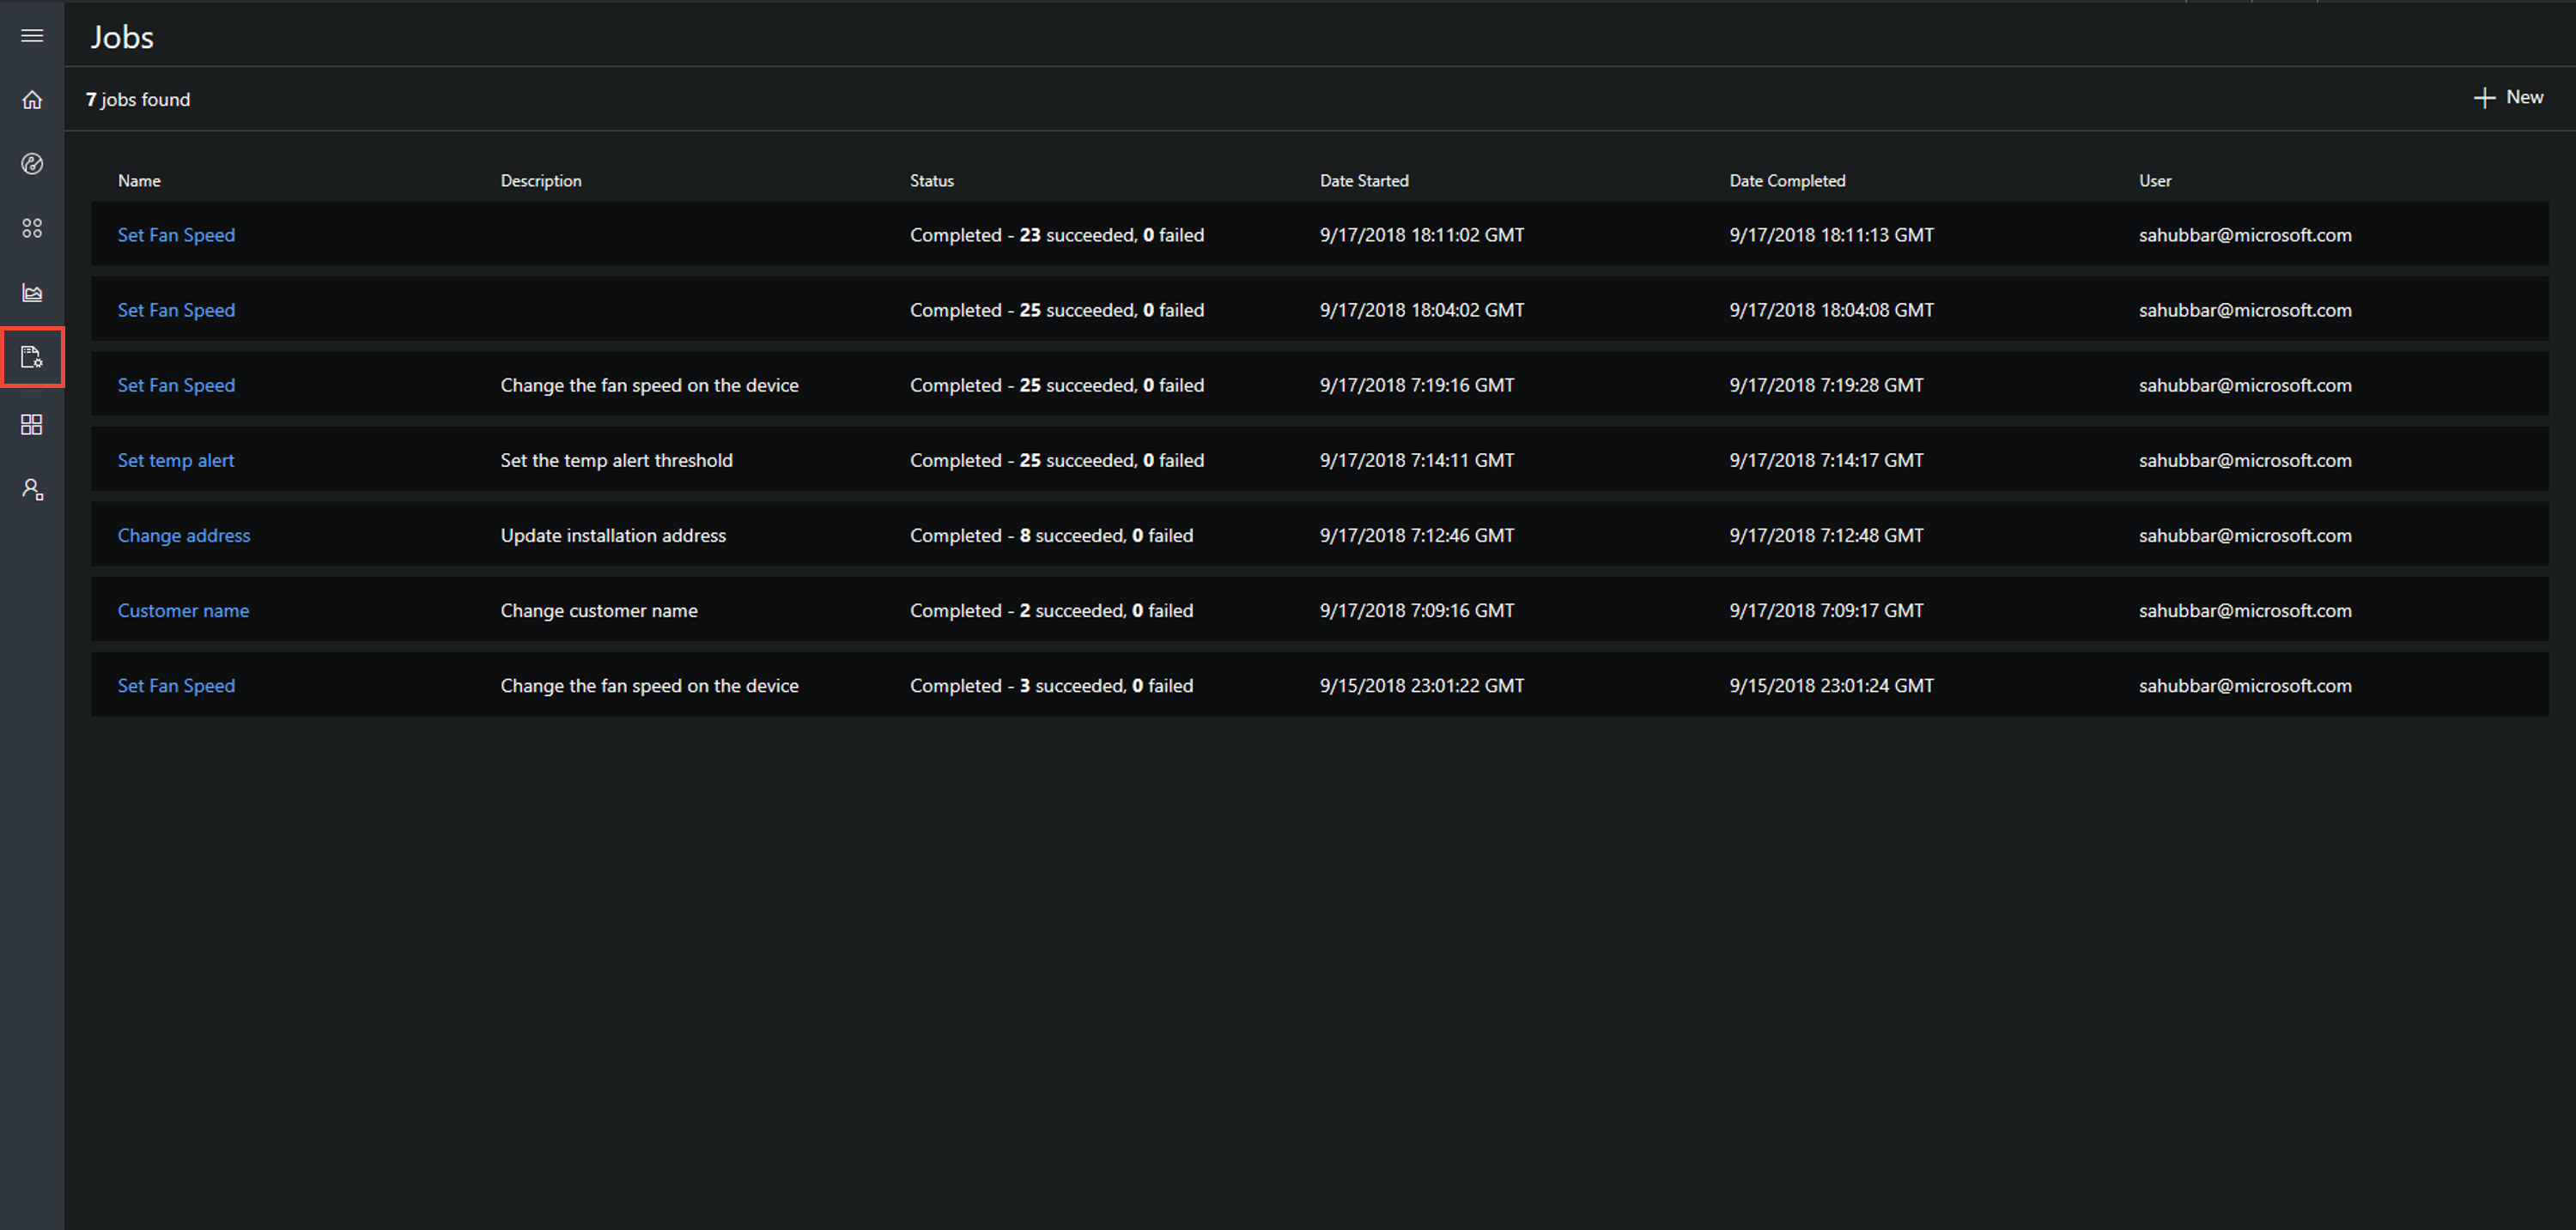 Jobs
7 jobs found
New
Name Description Status Date Started Date Completed User
Set Fan Speed Completed - 23 succeeded, 0 failed 9/17/2018 18:11:02 GMT 9/17/2018 18:11:13 GMT sahubbar@microsoft.com
Set Fan Speed Completed - 25 succeeded, 0 failed 9/17/2018 18:04:02 GMT 9/17/2018 18:04:08 GMT sahubbar@microsoft.com
Set Fan Speed Change the fan speed on the device Completed - 25 succeeded, 0 failed 9/17/2018 7:19:16 GMT 9/17/2018 7:19:28 GMT sahubbar@microsoft.com
Set temp alert Set the temp alert threshold Completed - 25 succeeded, 0 failed 9/17/2018 7:14:11 GMT 9/17/2018 7:14:17 GMT sahubbar@microsoft.com
Change address Update installation address Completed - 8 succeeded, 0 failed 9/17/2018 7:12:46 GMT 9/17/2018 7:12:48 GMT sahubbar@microsoft.com
Customer name Change customer name Completed - 2 succeeded, 0 failed 9/17/2018 7:09:16 GMT 9/17/2018 7:09:17 GMT sahubbar@microsoft.com
Set Fan Speed Change the fan speed on the device Completed - 3 succeeded, 0 failed 9/15/2018 23:01:22 GMT 9/15/2018 23:01:24 GMT sahubbar@microsoft.com